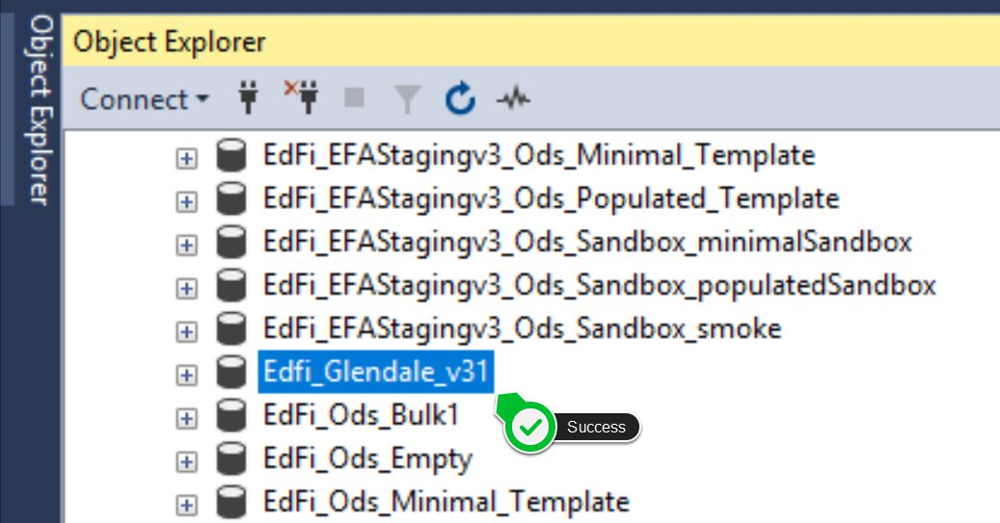 Object Explorer
Object Explorer
Connect
EdFi_EFAStagingv3_Ods_Minimal_Template
EdFi_EFAStagingv3_Ods_Populated_Template
EdFi_EFAStagingv3_Ods_Sandbox_minimalSandbox
EdFi_EFAStagingv3_Ods_Sandbox_populatedSandbox
EdFi_EFAStagingv3_Ods_Sandbox_smoke
Edfi_Glendale_v31
EdFi_Ods_Bulk1
Success
EdFi_Ods_Empty
EdFi_Ods_Minimal_Template